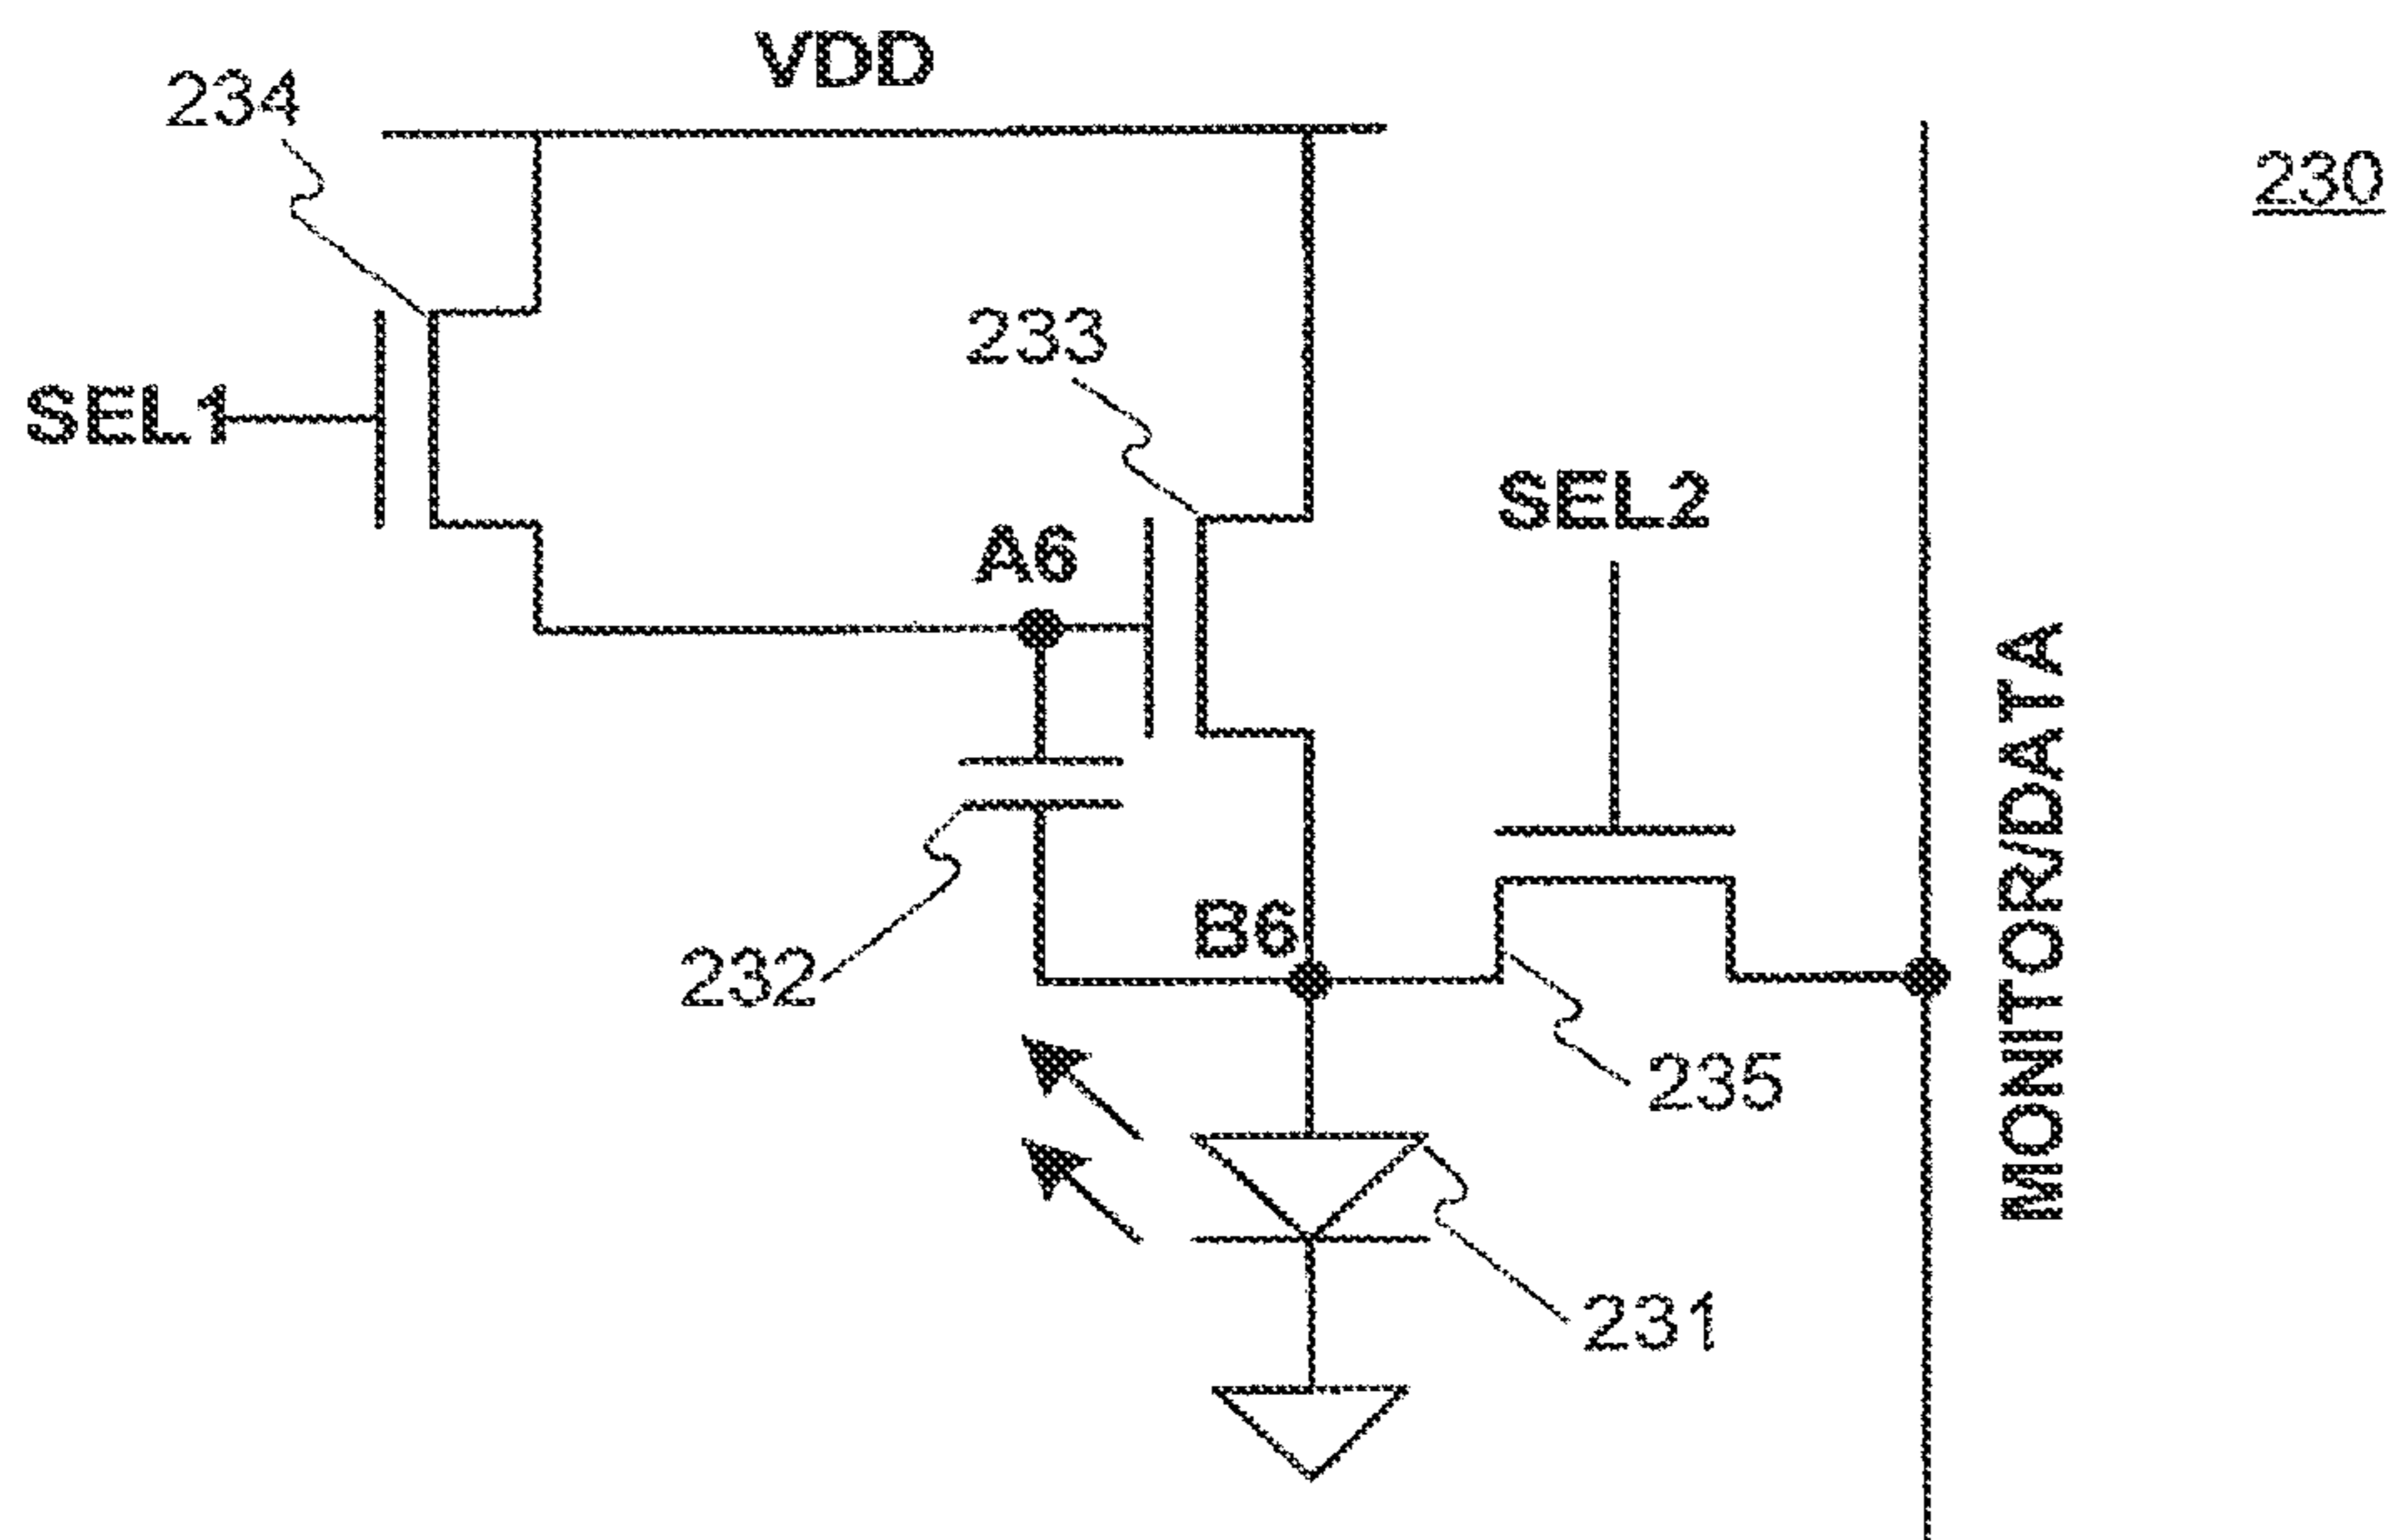 VDD
234
230
233
SEL1
SEL2
A6
B6
232
235
231
MONITOR/DATA